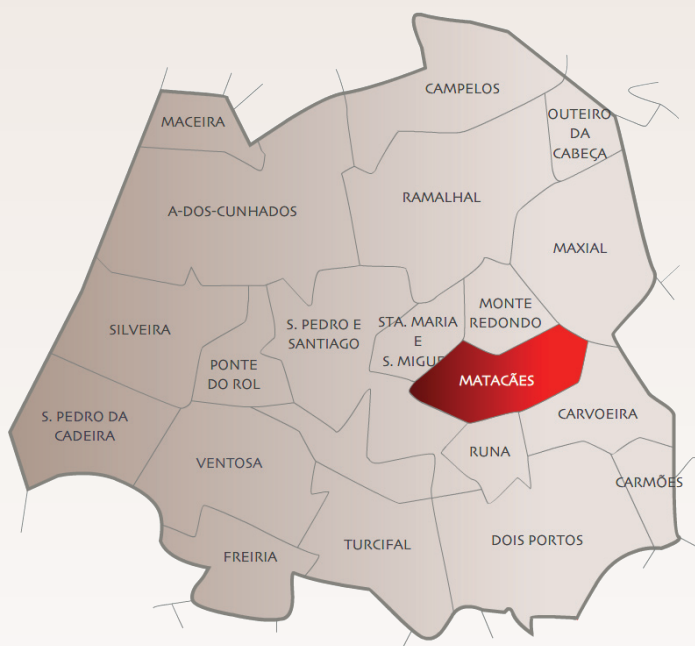 CAMPELOS
MACEIRA
OUTEIRO
DA
CABEÇA
A-DOS-CUNHADOS
RAMALHAL
MAXIAL
SILVEIRA
S. PEDRO E
SANTIAGO
STA. MARIA
E
S. MIGUE
MONTE
REDONDO
PONTE
DO ROL
MATACÃES
S. PEDRO DA
CADEIRA
CARVOEIRA
VENTOSA
RUNA
CARMÕES
FREIRIA
TURCIFAL
DOIS PORTOS